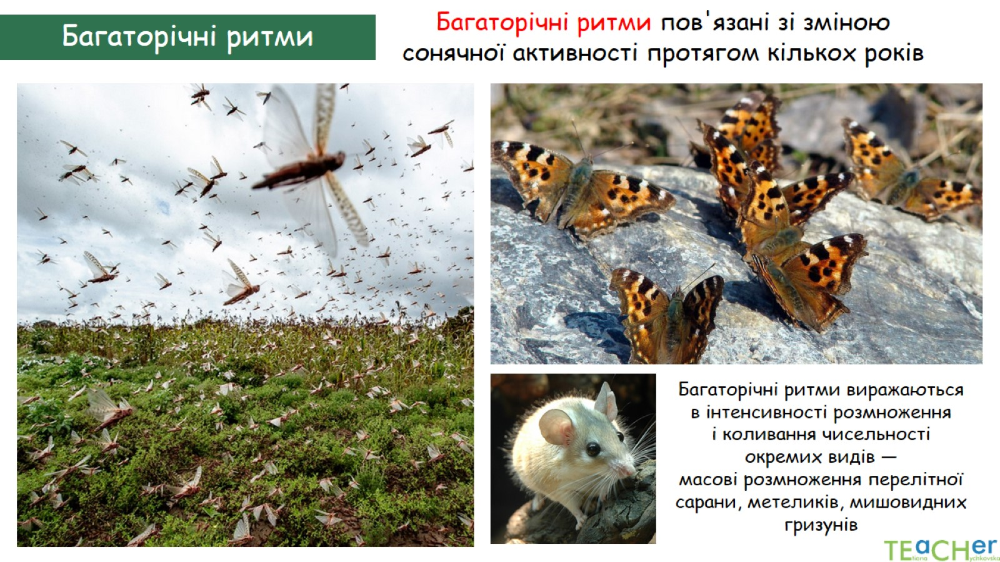 Багаторічні ритми
Багаторічні ритми пов'язані зі зміною
сонячної активності протягом кількох років
Багаторічні ритми виражаються
в інтенсивності розмноження
і коливання чисельності
окремих видів —
масові розмноження перелітної
сарани, метеликів, мишовидних
гризунів
TEaCHer
tiana ychkovska